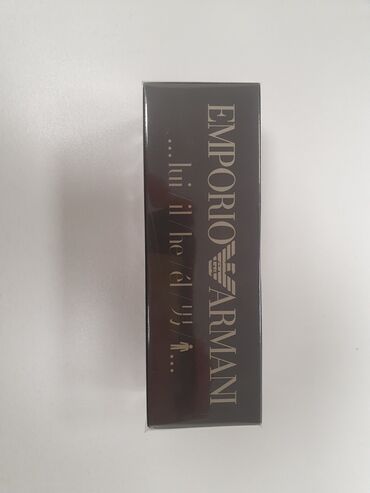 EMPORIO ARMANI
...lui/il/he/él/ / ...